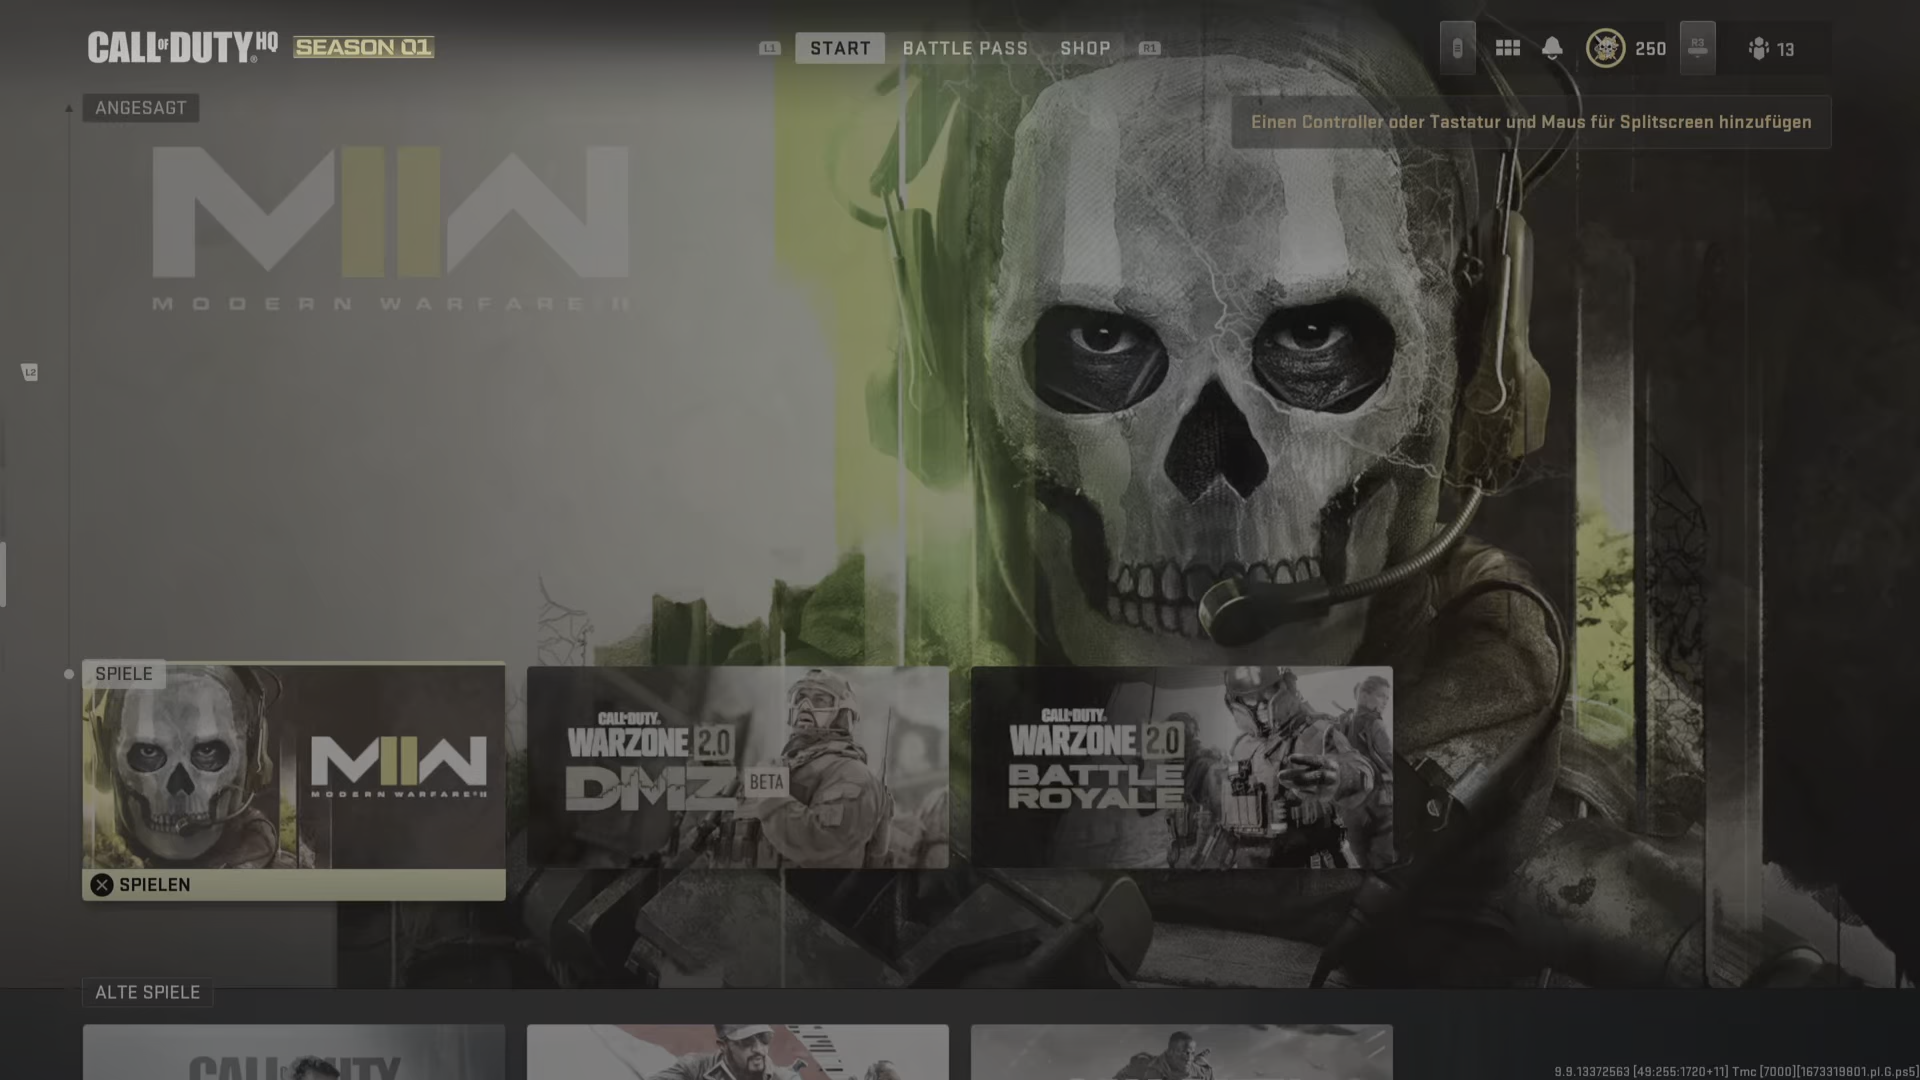 CALL OF DUTY HQ SEASON 01
L1 START BATTLE PASS SHOP R1
250 R3 13
ANGESAGT
Einen Controller oder Tastatur und Maus für Splitscreen hinzufügen
MIIW
MODERN WARFARE II
L2
SPIELE
MIIW
MODERN WARFARE II
SPIELEN
CALL OF DUTY
WARZONE 2.0
DMZ BETA
CALL OF DUTY
WARZONE 2.0
BATTLE
ROYALE
ALTE SPIELE
CALL DUTY
9.9.13372563 [49:255:1720+11] Tmc [7000][1673319801.pl.G.ps5]